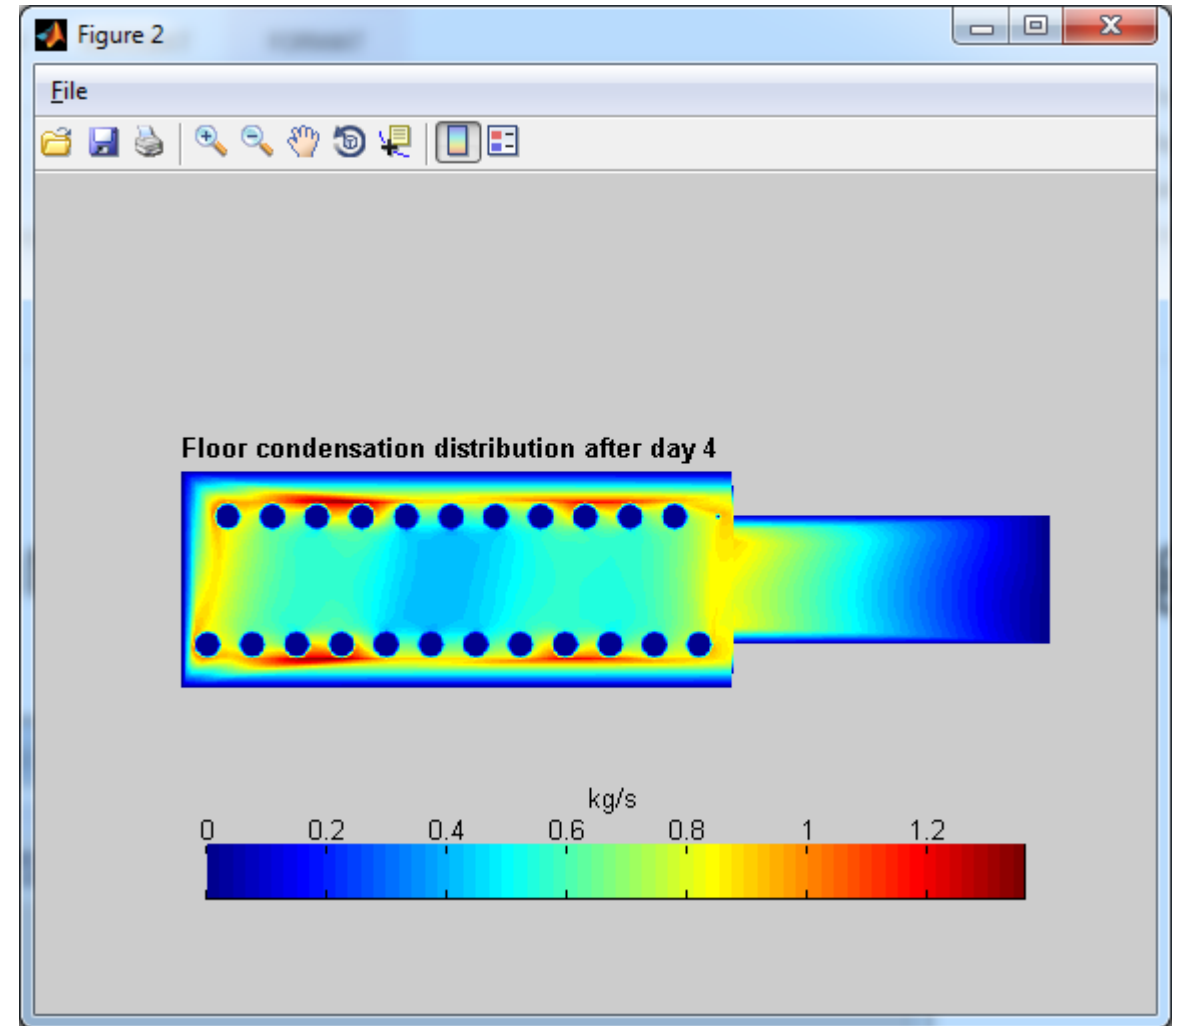 Figure 2
File
Floor condensation distribution after day 4
kg/s
0 0.2 0.4 0.6 0.8 1 1.2